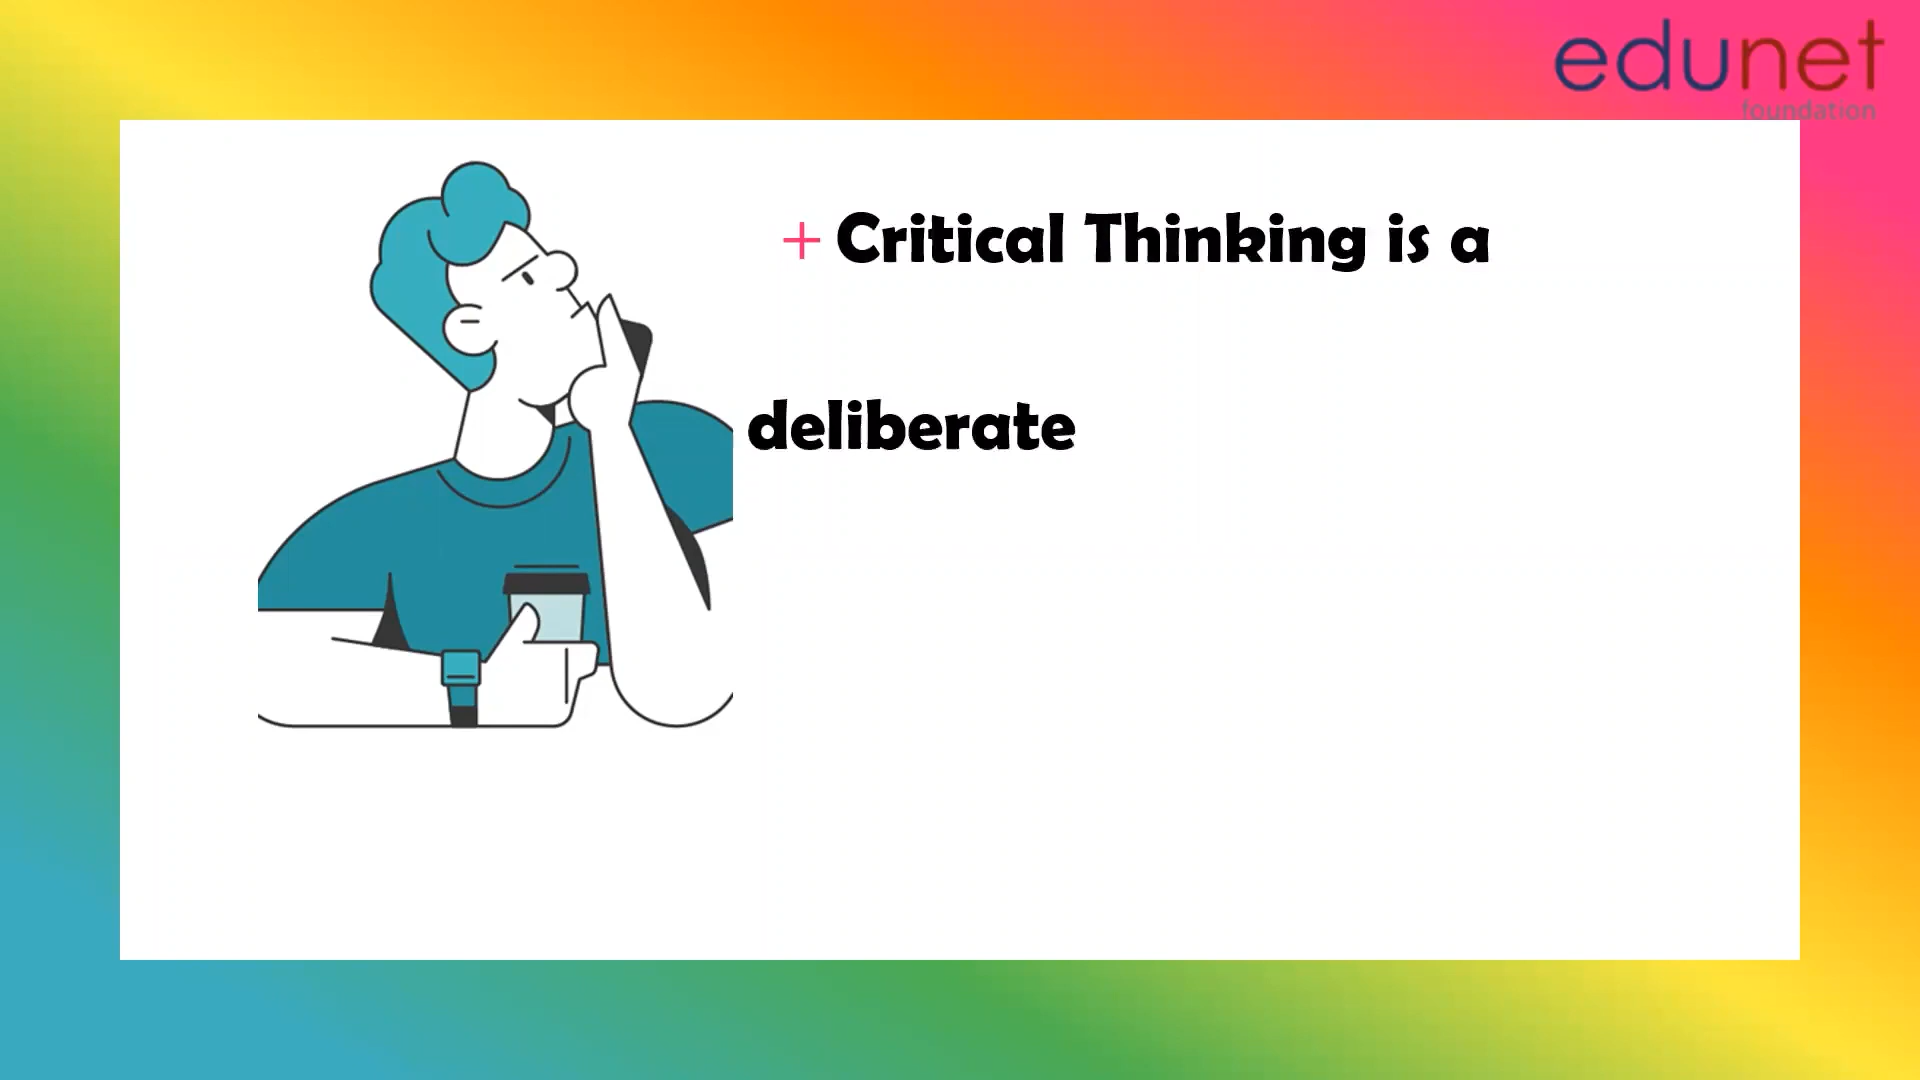 edunet
foundation
+ Critical Thinking is a
deliberate